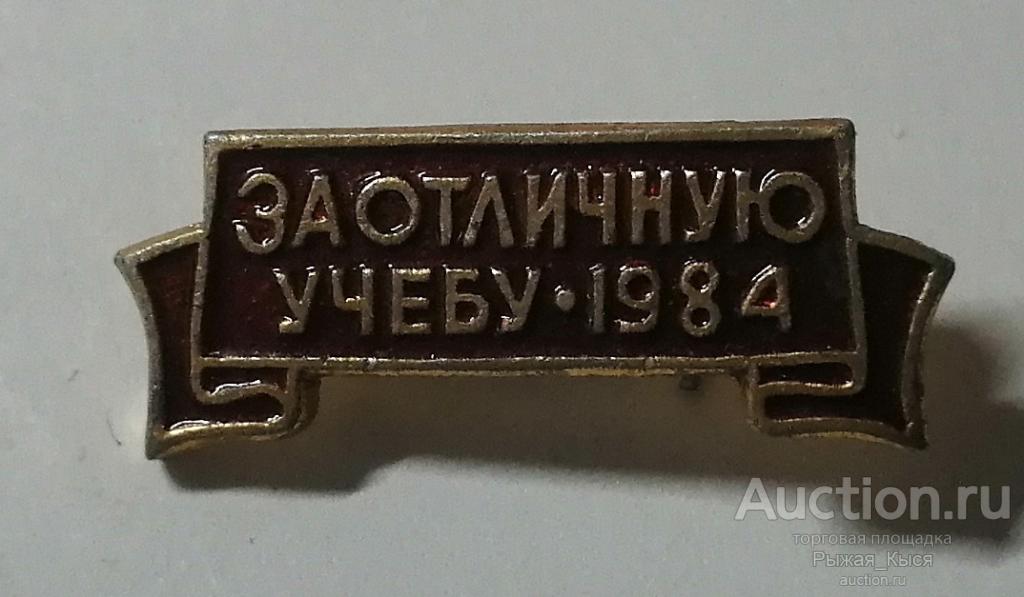 ЗА ОТЛИЧНУЮ
УЧЕБУ • 1984
Auction.ru
торговая площадка
Рыжая_Кыся
auction.ru